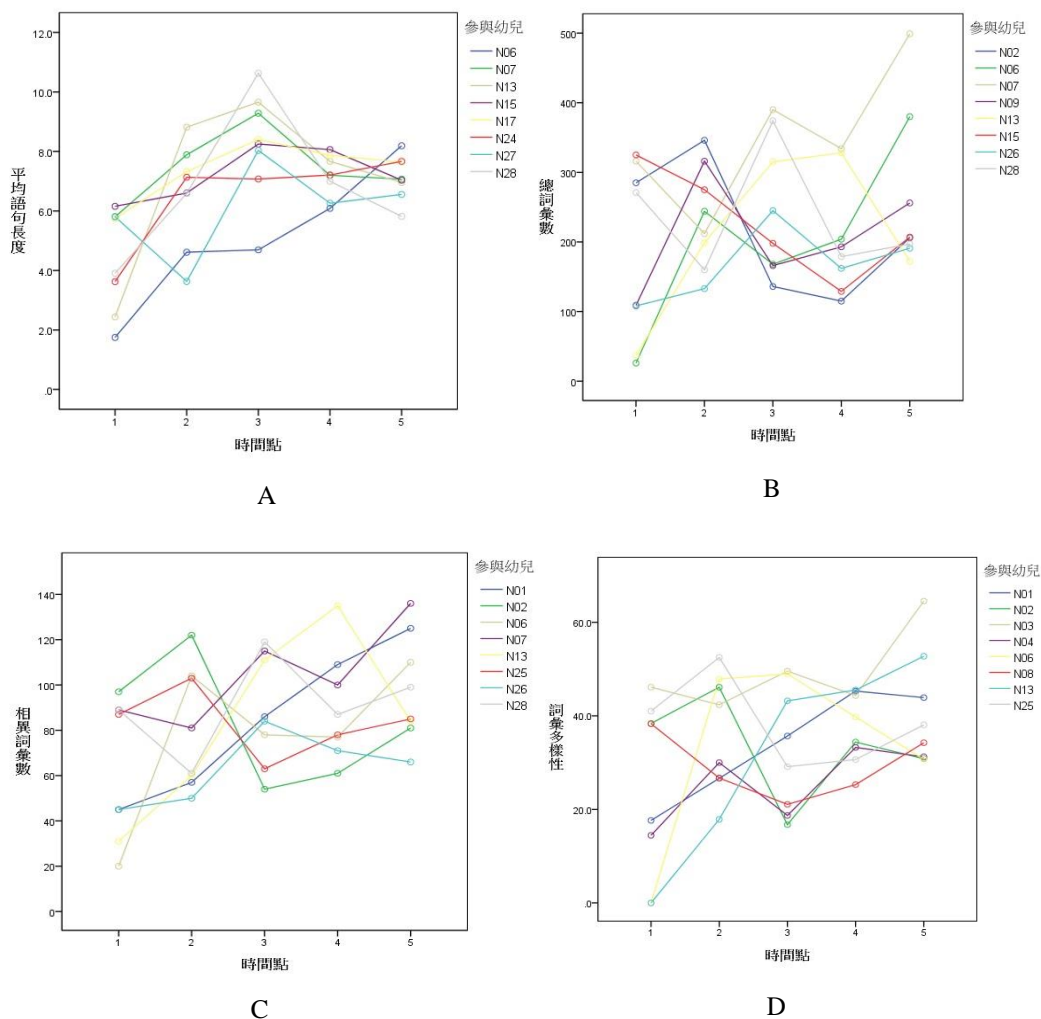 參與幼兒
N06
N07
N13
N15
N17
N24
N27
N28
平均語句長度
12.0
10.0
8.0
6.0
4.0
2.0
.0
1 2 3 4 5
時間點
A
參與幼兒
N02
N06
N07
N09
N13
N15
N26
N28
總詞彙數
500
400
300
200
100
0
1 2 3 4 5
時間點
B
參與幼兒
N01
N02
N06
N07
N13
N25
N26
N28
相異詞彙數
140
120
100
80
60
40
20
0
1 2 3 4 5
時間點
C
參與幼兒
N01
N02
N03
N04
N06
N08
N13
N25
詞彙多樣性
60.0
40.0
20.0
.0
1 2 3 4 5
時間點
D